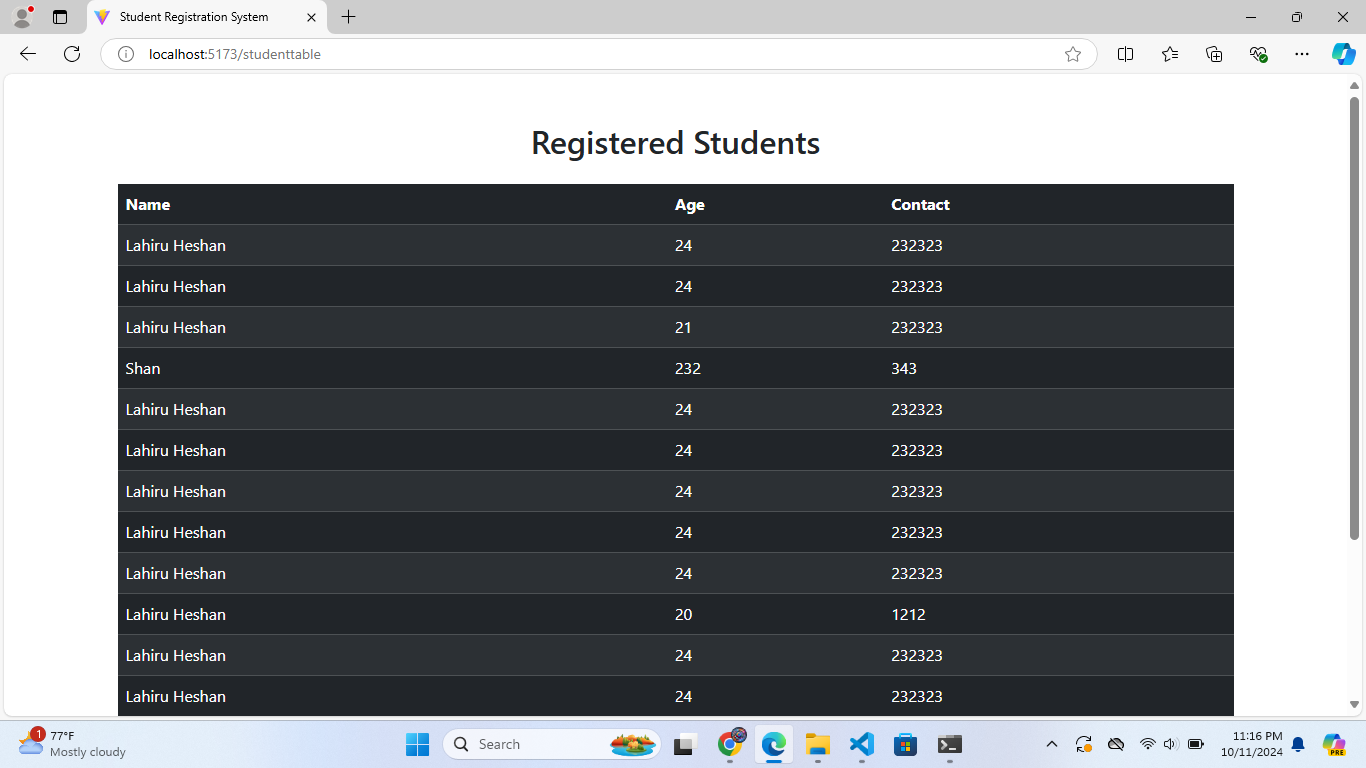 Student Registration System
localhost:5173/studenttable
Registered Students
Name Age Contact
Lahiru Heshan 24 232323
Lahiru Heshan 24 232323
Lahiru Heshan 21 232323
Shan 232 343
Lahiru Heshan 24 232323
Lahiru Heshan 24 232323
Lahiru Heshan 24 232323
Lahiru Heshan 24 232323
Lahiru Heshan 24 232323
Lahiru Heshan 20 1212
Lahiru Heshan 24 232323
Lahiru Heshan 24 232323
1
77°F
Mostly cloudy
Search
11:16 PM
10/11/2024
PRE